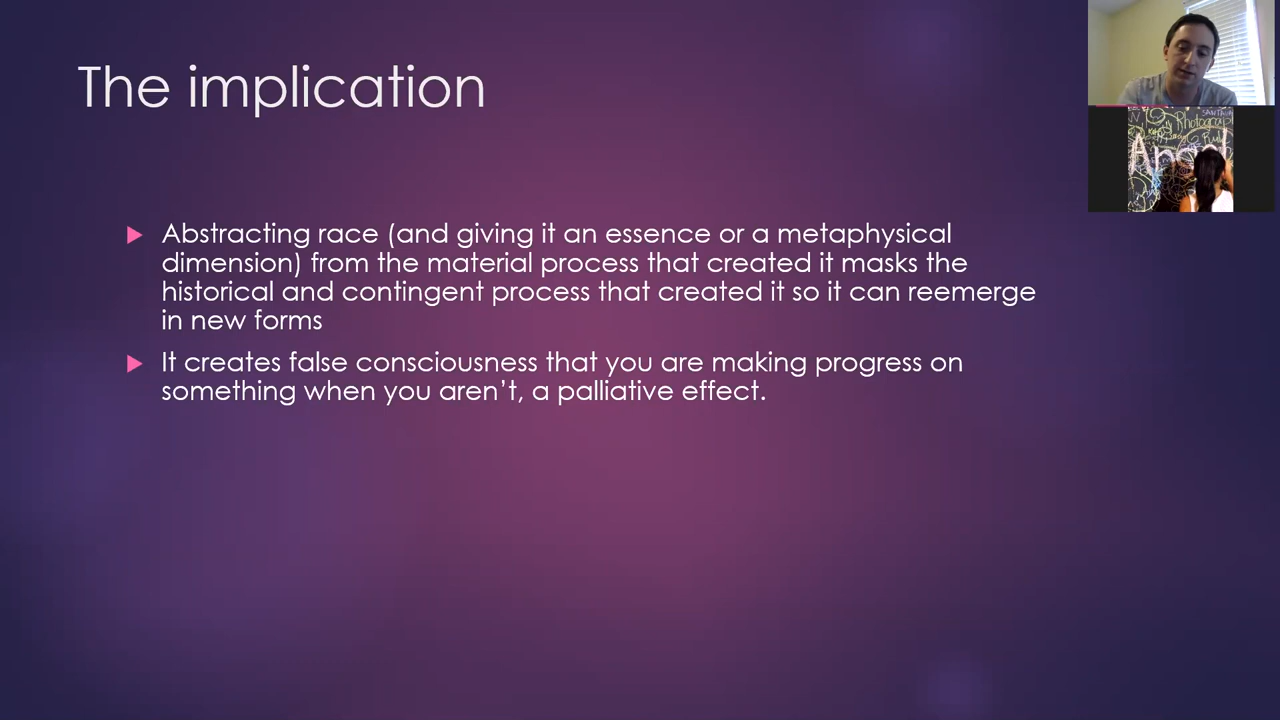 The implication
Abstracting race (and giving it an essence or a metaphysical
dimension) from the material process that created it masks the
historical and contingent process that created it so it can reemerge
in new forms
It creates false consciousness that you are making progress on
something when you aren't, a palliative effect.
Angel